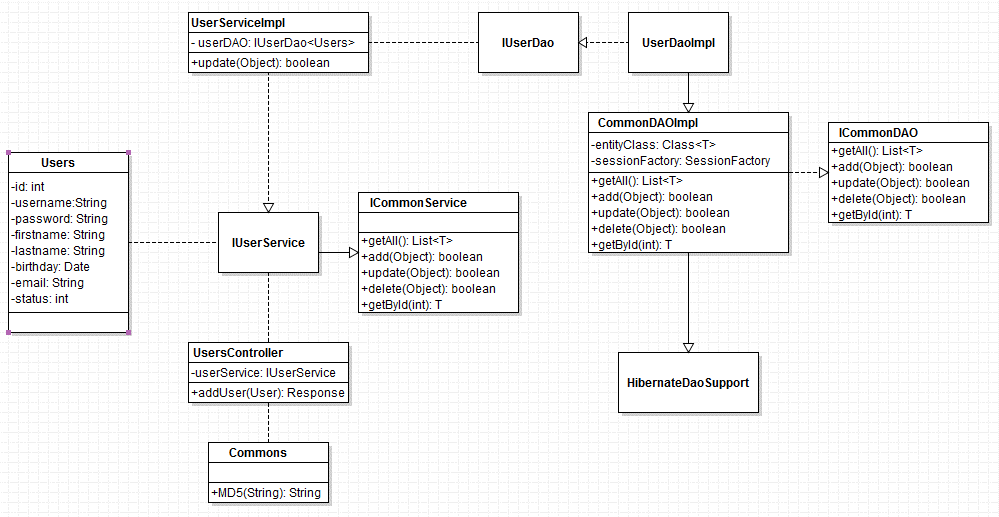 UserServiceImpl
- userDAO: IUserDao<Users>
+update(Object): boolean
IUserDao
UserDaoImpl
CommonDAOImpl
-entityClass: Class<T>
-sessionFactory: SessionFactory
+getAll(): List<T>
+add(Object): boolean
+update(Object): boolean
+delete(Object): boolean
+getById(int): T
ICommonDAO
+getAll(): List<T>
+add(Object): boolean
+update(Object): boolean
+delete(Object): boolean
+getById(int): T
Users
-id: int
-username:String
-password: String
-firstname: String
-lastname: String
-birthday: Date
-email: String
-status: int
IUserService
ICommonService
+getAll(): List<T>
+add(Object): boolean
+update(Object): boolean
+delete(Object): boolean
+getById(int): T
UsersController
-userService: IUserService
+addUser(User): Response
HibernateDaoSupport
Commons
+MD5(String): String